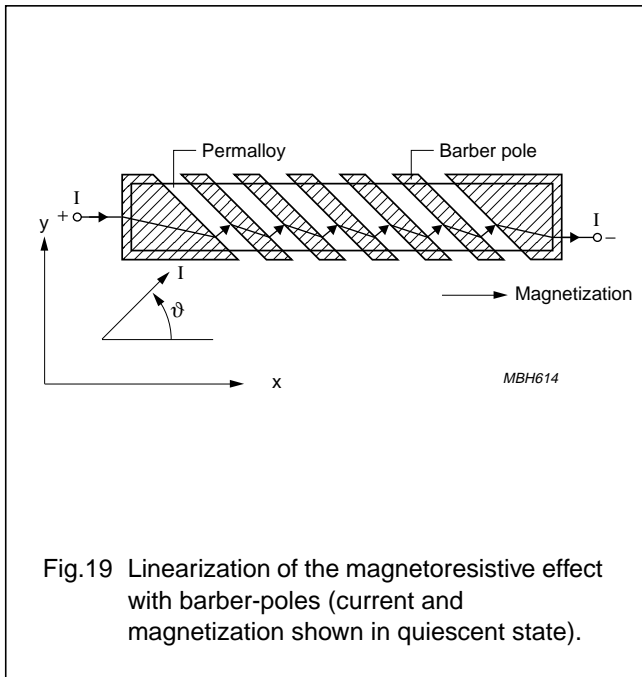 Permalloy
Barber pole
I
I
y
+
–
I
ϑ
Magnetization
x
MBH614
Fig.19 Linearization of the magnetoresistive effect
with barber-poles (current and
magnetization shown in quiescent state).